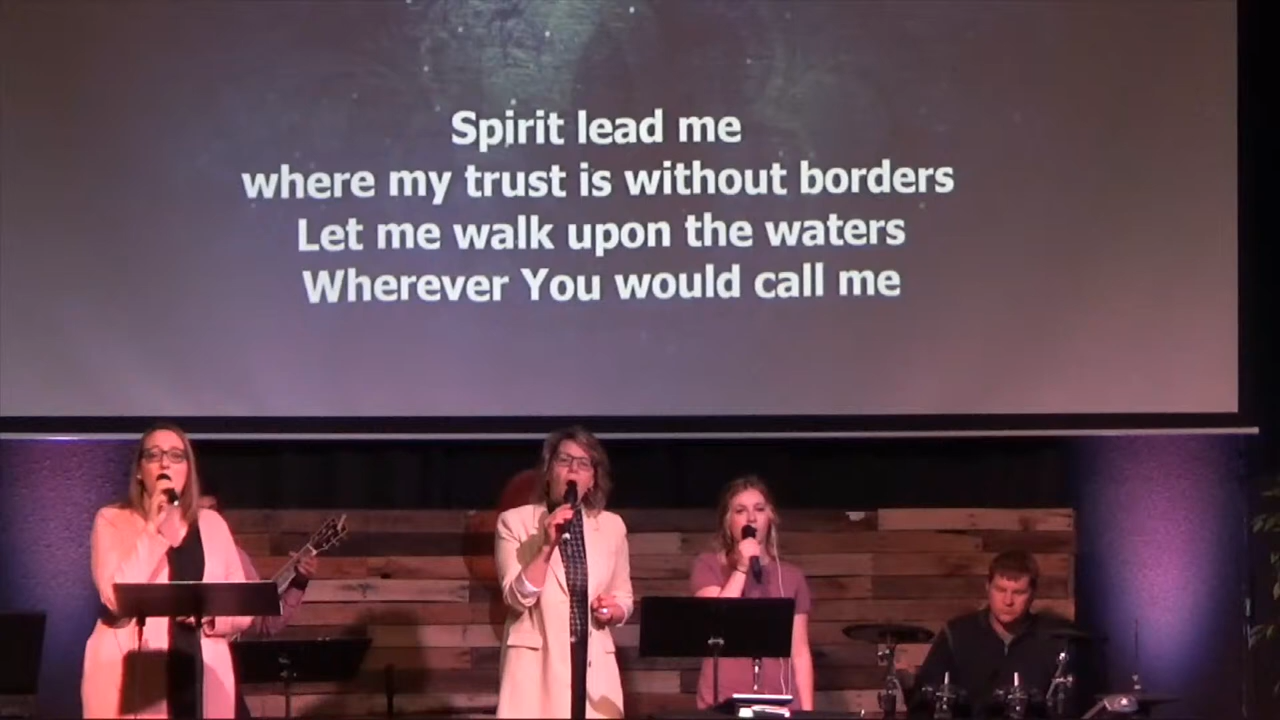 Spirit lead me
where my trust is without borders
Let me walk upon the waters
Wherever You would call me